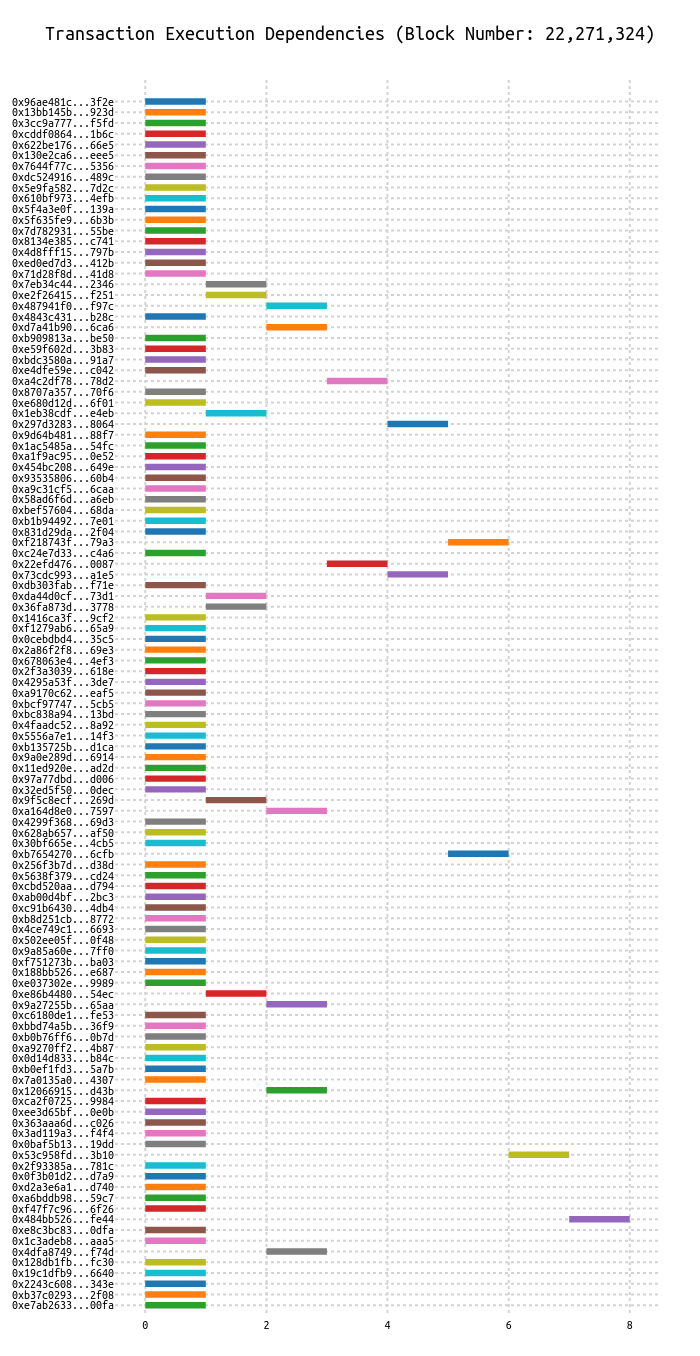 Transaction Execution Dependencies (Block Number: 22,271,324)
0x96ae481c...3f2e
0x13bb145b...923d
0x3cc9a777...f5fd
0xcddf0864...1b6c
0x622be176...66e5
0x130e2ca6...eee5
0x7644f77c...5356
0xdc524916...489c
0x5e9fa582...7d2c
0x610bf973...4efb
0x5f4a3e0f...139a
0x5f635fe9...6b3b
0x7d782931...55be
0x8134e385...c741
0x4d8fff15...797b
0xed0ed7d3...412b
0x71d28f8d...41d8
0x7eb34c44...2346
0xe2f26415...f251
0x487941f0...f97c
0x4843c431...b28c
0xd7a41b90...6ca6
0xb909813a...be50
0xe59f602d...3b83
0xbdc3580a...91a7
0xe4dfe59e...c042
0xa4c2df78...78d2
0x8707a357...70f6
0xe680d12d...6f01
0x1eb38cdf...e4eb
0x297d3283...8064
0x9d64b481...88f7
0x1ac5485a...54fc
0xa1f9ac95...0e52
0x454bc208...649e
0x93535806...60b4
0xa9c31cf5...6caa
0x58ad6f6d...a6eb
0xbef57604...68da
0xb1b94492...7e01
0x831d29da...2f04
0xf218743f...79a3
0xc24e7d33...c4a6
0x22efd476...0087
0x73cdc993...a1e5
0xdb303fab...f71e
0xda44d0cf...73d1
0x36fa873d...3778
0x1416ca3f...9cf2
0xf1279ab6...65a9
0x0cebdbd4...35c5
0x2a86f2f8...69e3
0x678063e4...4ef3
0x2f3a3039...618e
0x4295a53f...3de7
0xa9170c62...eaf5
0xbcf97747...5cb5
0xbc838a94...13bd
0x4faadc52...8a92
0x5556a7e1...14f3
0xb135725b...d1ca
0x9a0e289d...6914
0x11ed920e...ad2d
0x97a77dbd...d006
0x32ed5f50...0dec
0x9f5c8ecf...269d
0xa164d8e0...7597
0x4299f368...69d3
0x628ab657...af50
0x30bf665e...4cb5
0xb7654270...6cfb
0x256f3b7d...d38d
0x5638f379...cd24
0xcbd520aa...d794
0xab00d4bf...2bc3
0xc91b6430...4db4
0xb8d251cb...8772
0x4ce749c1...6693
0x502ee05f...0f48
0x9a85a60e...7ff0
0xf751273b...ba03
0x188bb526...e687
0xe037302e...9989
0xe86b4480...54ec
0x9a27255b...65aa
0xc6180de1...fe53
0xbbd74a5b...36f9
0xb0b76ff6...0b7d
0xa9270ff2...4b87
0x0d14d833...b84c
0xb0ef1fd3...5a7b
0x7a0135a0...4307
0x12066915...d43b
0xca2f0725...9984
0xee3d65bf...0e0b
0x363aaa6d...c026
0x3ad119a3...f4f4
0x0baf5b13...19dd
0x53c958fd...3b10
0x2f93385a...781c
0x0f3b01d2...d7a9
0xd2a3e6a1...d740
0xa6bddb98...59c7
0xf47f7c96...6f26
0x484bb526...fe44
0xe8c3bc83...0dfa
0x1c3adeb8...aaa5
0x4dfa8749...f74d
0x128db1fb...fc30
0x19c1dfb9...6640
0x2243c608...343e
0xb37c0293...2f08
0xe7ab2633...00fa
0 2 4 6 8